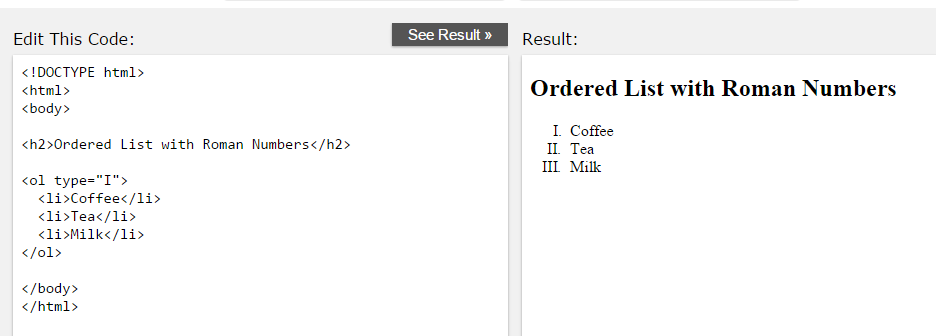 Edit This Code:
See Result »
<!DOCTYPE html>
<html>
<body>
<h2>Ordered List with Roman Numbers</h2>
<ol type="I">
  <li>Coffee</li>
  <li>Tea</li>
  <li>Milk</li>
</ol>
</body>
</html>
Result:
Ordered List with Roman Numbers
I. Coffee
II. Tea
III. Milk